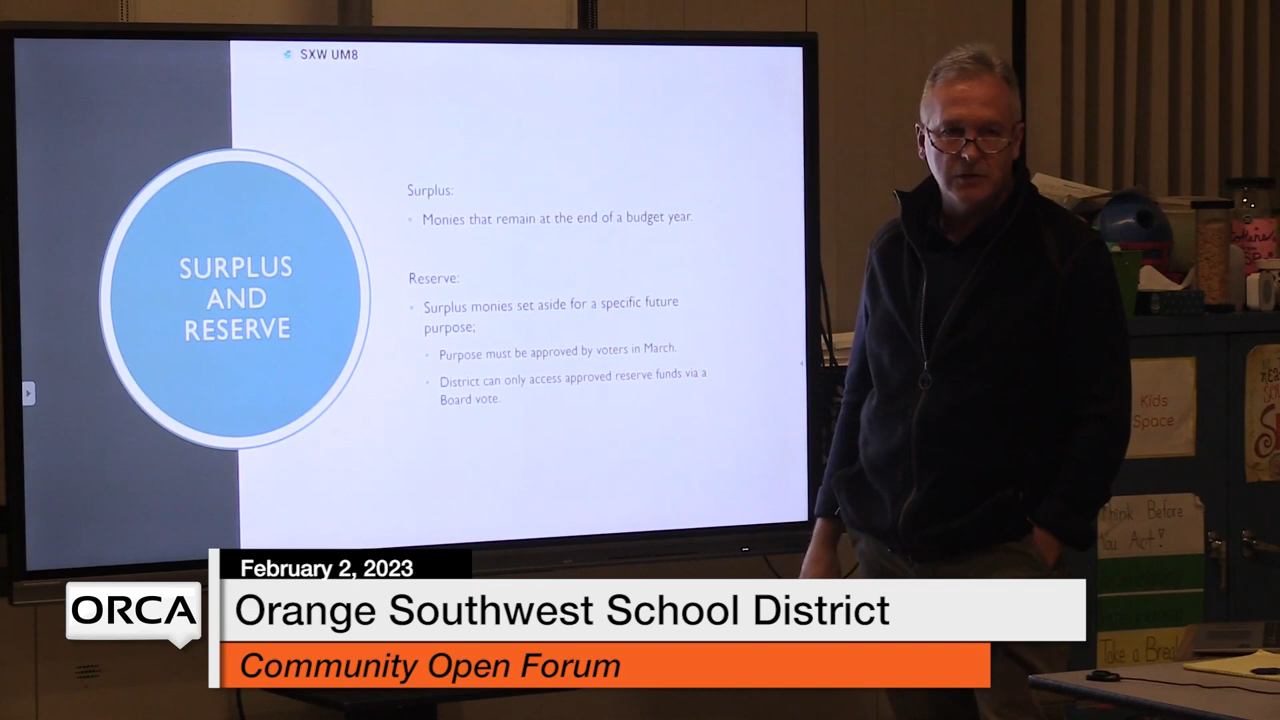 SXW UM8
SURPLUS
AND
RESERVE
Surplus:
• Monies that remain at the end of a budget year.
Reserve:
• Surplus monies set aside for a specific future
purpose;
• Purpose must be approved by voters in March.
• District can only access approved reserve funds via a
Board vote.
Kids
Space
Think Before
You Act!
Take a Break
February 2, 2023
ORCA
Orange Southwest School District
Community Open Forum